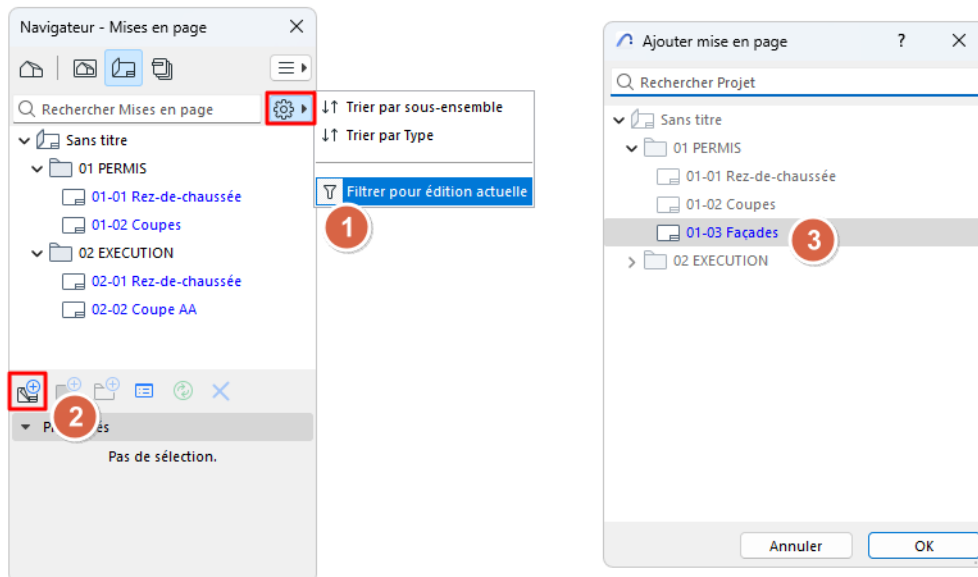 Navigateur - Mises en page
Rechercher Mises en page
Sans titre
01 PERMIS
01-01 Rez-de-chaussée
01-02 Coupes
02 EXECUTION
02-01 Rez-de-chaussée
02-02 Coupe AA
2
Pas de sélection.
Trier par sous-ensemble
Trier par Type
Filtrer pour édition actuelle
1
Ajouter mise en page
?
Rechercher Projet
Sans titre
01 PERMIS
01-01 Rez-de-chaussée
01-02 Coupes
01-03 Façades
3
02 EXECUTION
Annuler
OK